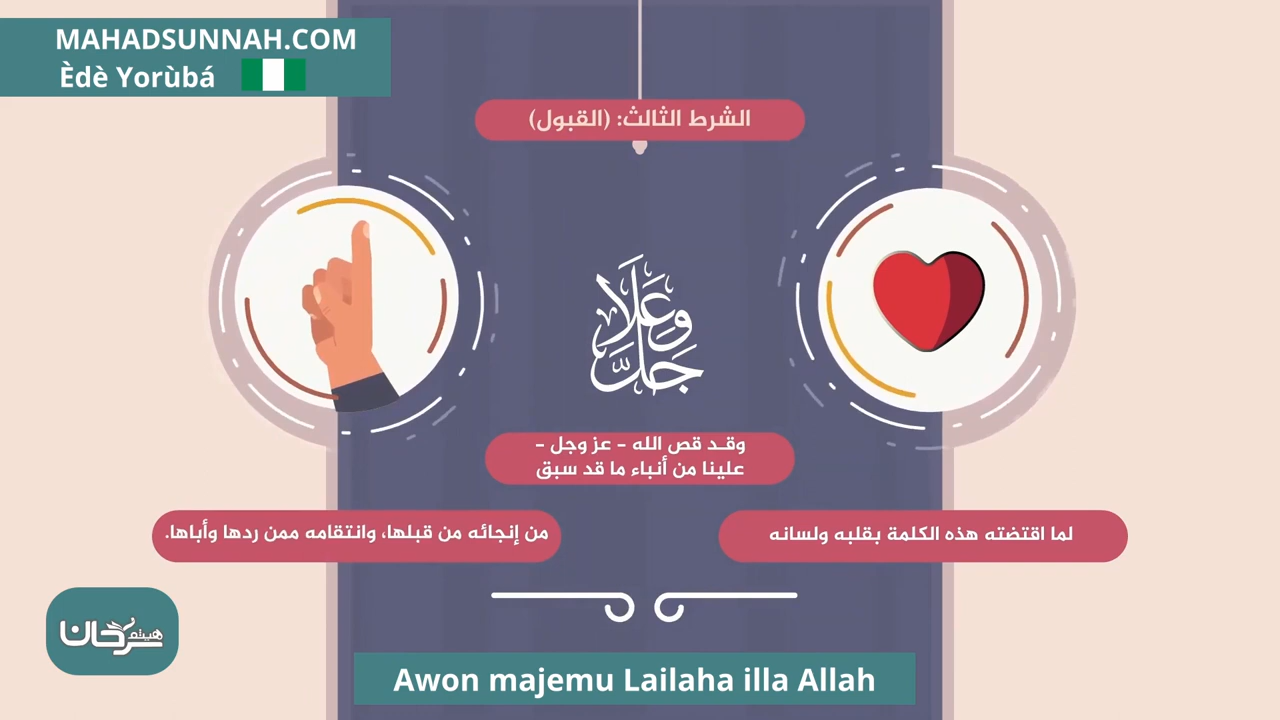 MAHADSUNNAH.COM
Èdè Yorùbá
الشرط الثالث: (القبول)
جل وعلا
وقد قص الله - عز وجل -
علينا من أنباء ما قد سبق
لما اقتضته هذه الكلمة بقلبه ولسانه
من إنجائه من قبلها، وانتقامه ممن ردها وأباها.
هيثم
سرحان
Awon majemu Lailaha illa Allah